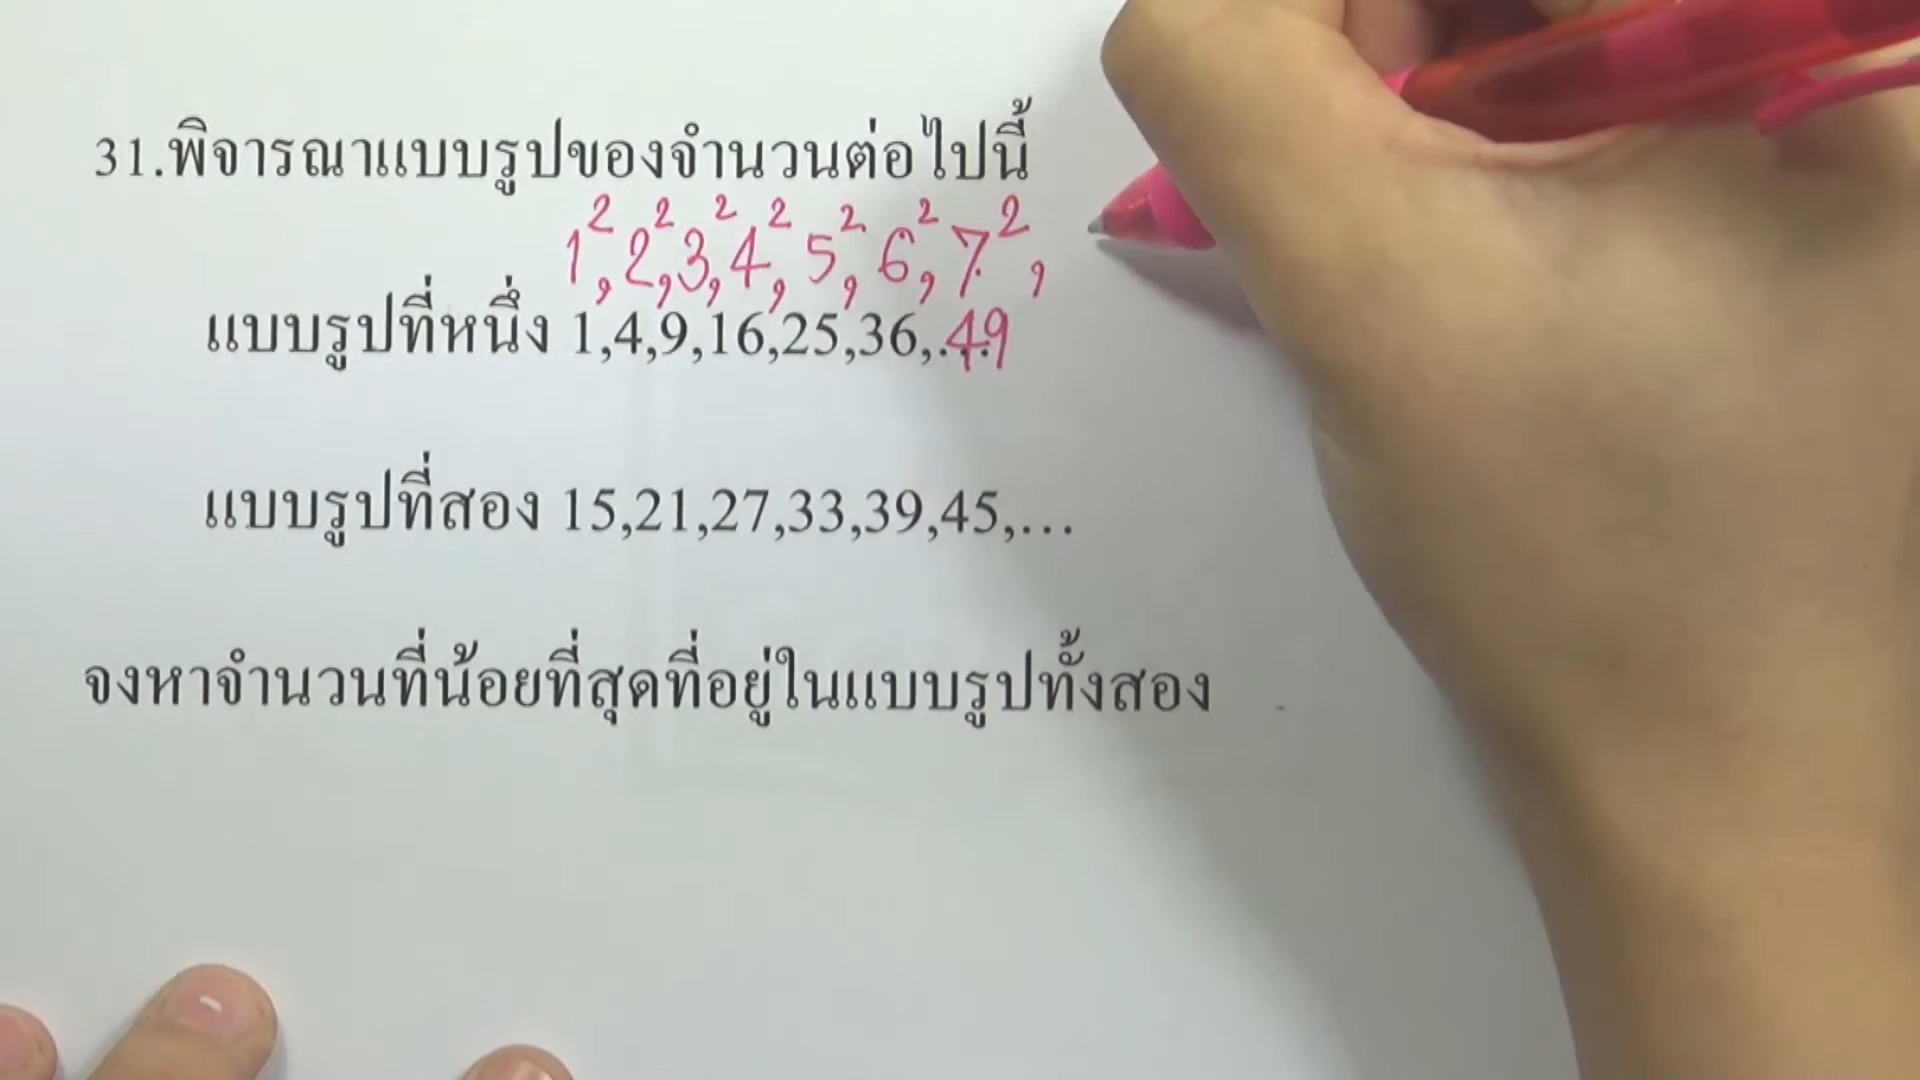 31.พิจารณาแบบรูปของจำนวนต่อไปนี้
1², 2², 3², 4², 5², 6², 7²,
แบบรูปที่หนึ่ง 1,4,9,16,25,36,...49
แบบรูปที่สอง 15,21,27,33,39,45,...
จงหาจำนวนที่น้อยที่สุดที่อยู่ในแบบรูปทั้งสอง